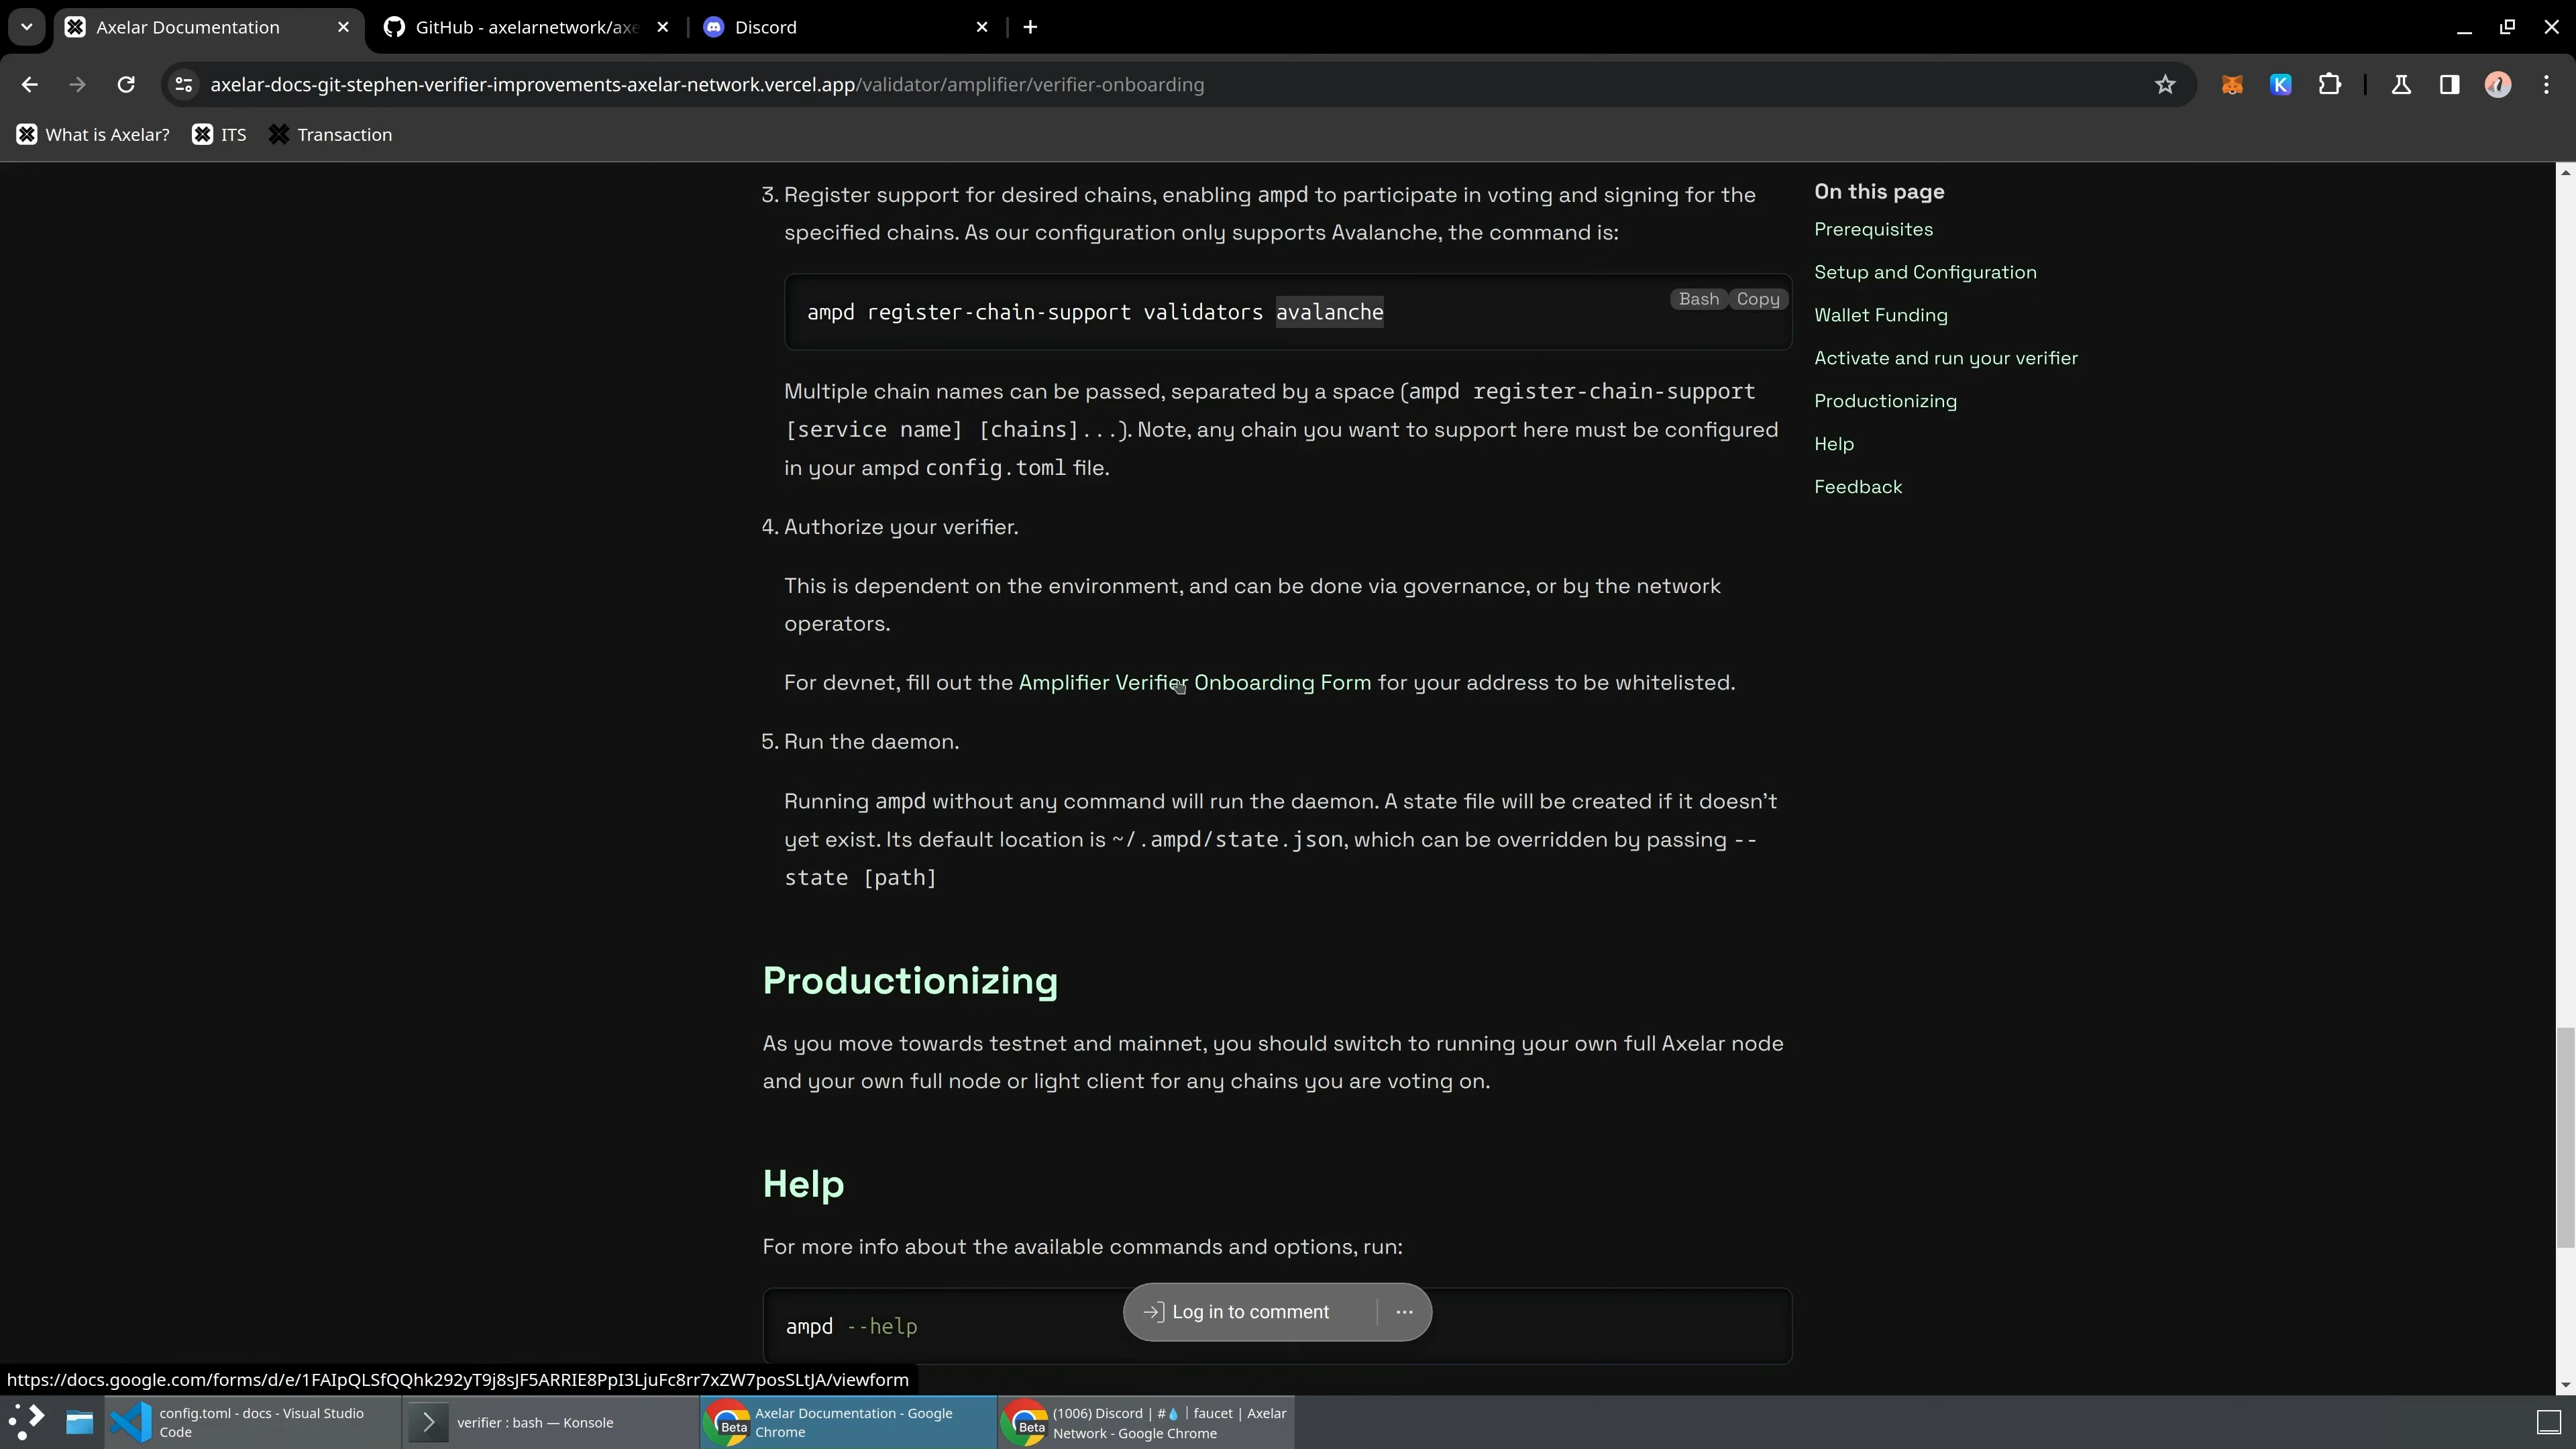 Axelar Documentation
GitHub - axelarnetwork/axe
Discord
axelar-docs-git-stephen-verifier-improvements-axelar-network.vercel.app/validator/amplifier/verifier-onboarding
K
What is Axelar?
ITS
Transaction
3. Register support for desired chains, enabling ampd to participate in voting and signing for the
specified chains. As our configuration only supports Avalanche, the command is:
ampd register-chain-support validators avalanche
Bash
Copy
Multiple chain names can be passed, separated by a space (ampd register-chain-support
[service name] [chains]...). Note, any chain you want to support here must be configured
in your ampd config.toml file.
4. Authorize your verifier.
This is dependent on the environment, and can be done via governance, or by the network
operators.
For devnet, fill out the Amplifier Verifier Onboarding Form for your address to be whitelisted.
5. Run the daemon.
Running ampd without any command will run the daemon. A state file will be created if it doesn't
yet exist. Its default location is ~/.ampd/state.json, which can be overridden by passing --
state [path]
Productionizing
As you move towards testnet and mainnet, you should switch to running your own full Axelar node
and your own full node or light client for any chains you are voting on.
Help
For more info about the available commands and options, run:
ampd --help
Log in to comment
On this page
Prerequisites
Setup and Configuration
Wallet Funding
Activate and run your verifier
Productionizing
Help
Feedback
https://docs.google.com/forms/d/e/1FAIpQLSfQQhk292yT9j8sJF5ARRIE8PpI3LjuFc8rr7xZW7posSLtJA/viewform
config.toml - docs - Visual Studio
Code
verifier : bash — Konsole
Beta
Axelar Documentation - Google
Chrome
Beta
(1006) Discord | #💧 | faucet | Axelar
Network - Google Chrome